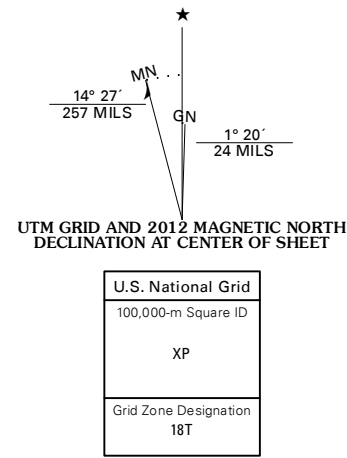 MN
14° 27´
257 MILS
GN
1° 20´
24 MILS
UTM GRID AND 2012 MAGNETIC NORTH
DECLINATION AT CENTER OF SHEET
U.S. National Grid
100,000-m Square ID
XP
Grid Zone Designation
18T